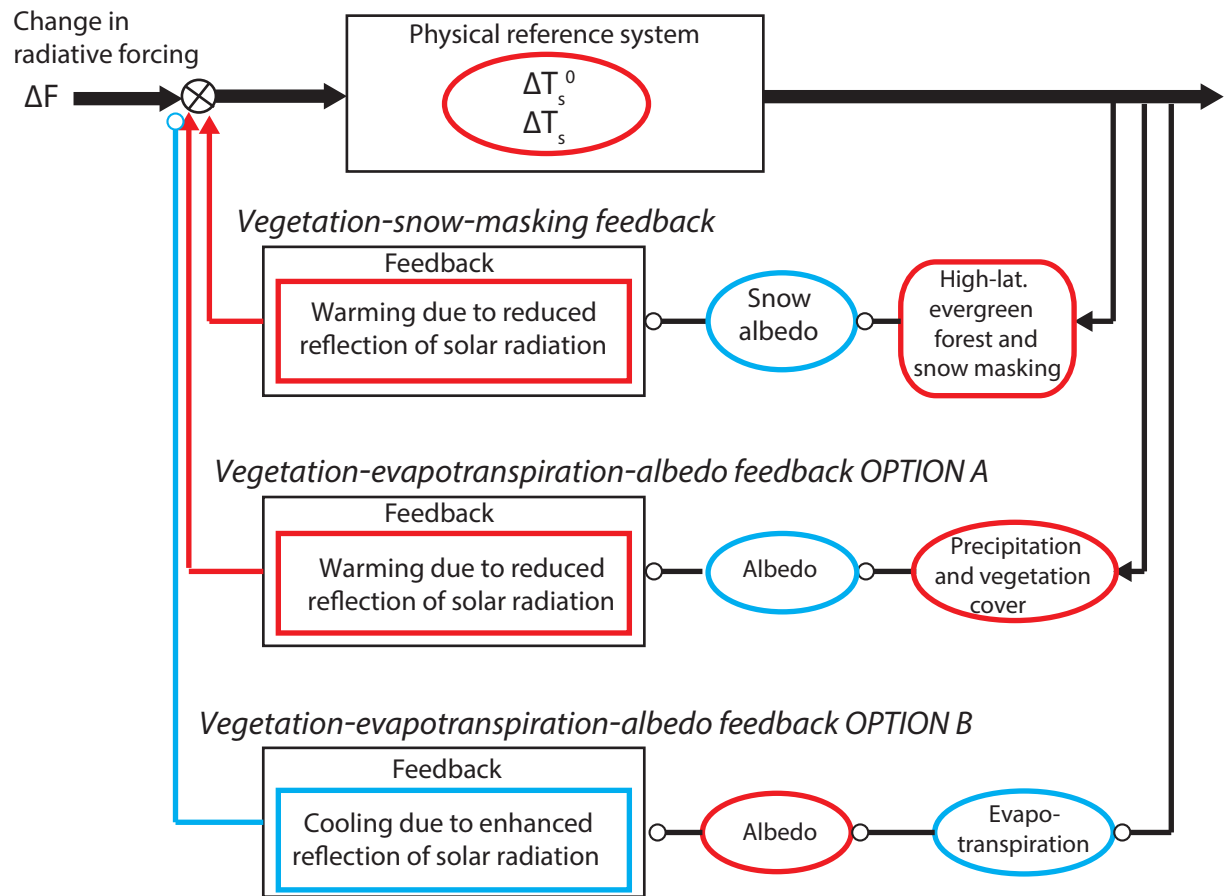 Change in
radiative forcing
ΔF
Physical reference system
ΔTs⁰
ΔTs
Vegetation-snow-masking feedback
Feedback
Warming due to reduced
reflection of solar radiation
Snow
albedo
High-lat.
evergreen
forest and
snow masking
Vegetation-evapotranspiration-albedo feedback OPTION A
Feedback
Warming due to reduced
reflection of solar radiation
Albedo
Precipitation
and vegetation
cover
Vegetation-evapotranspiration-albedo feedback OPTION B
Feedback
Cooling due to enhanced
reflection of solar radiation
Albedo
Evapo-
transpiration